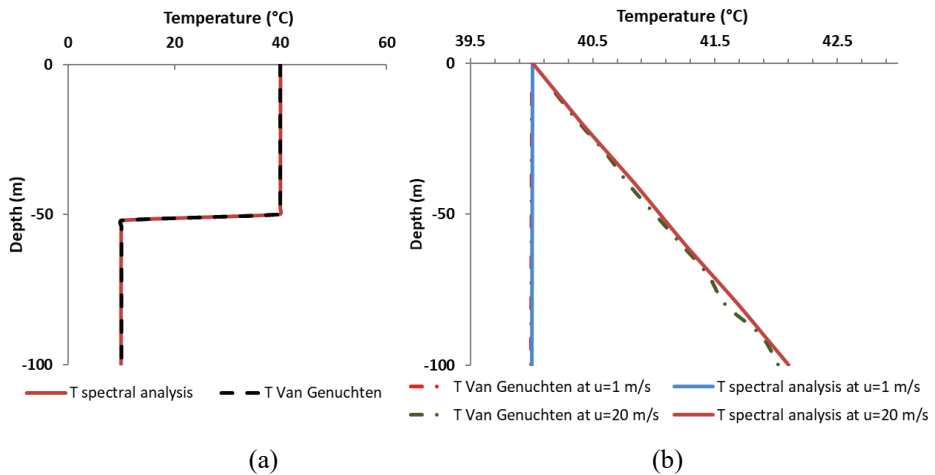 Temperature (°C)
0 20 40 60
0
-50
-100
Depth (m)
T spectral analysis T Van Genuchten
(a)
Temperature (°C)
39.5 40.5 41.5 42.5
0
-50
-100
Depth (m)
T Van Genuchten at u=1 m/s T spectral analysis at u=1 m/s
T Van Genuchten at u=20 m/s T spectral analysis at u=20 m/s
(b)